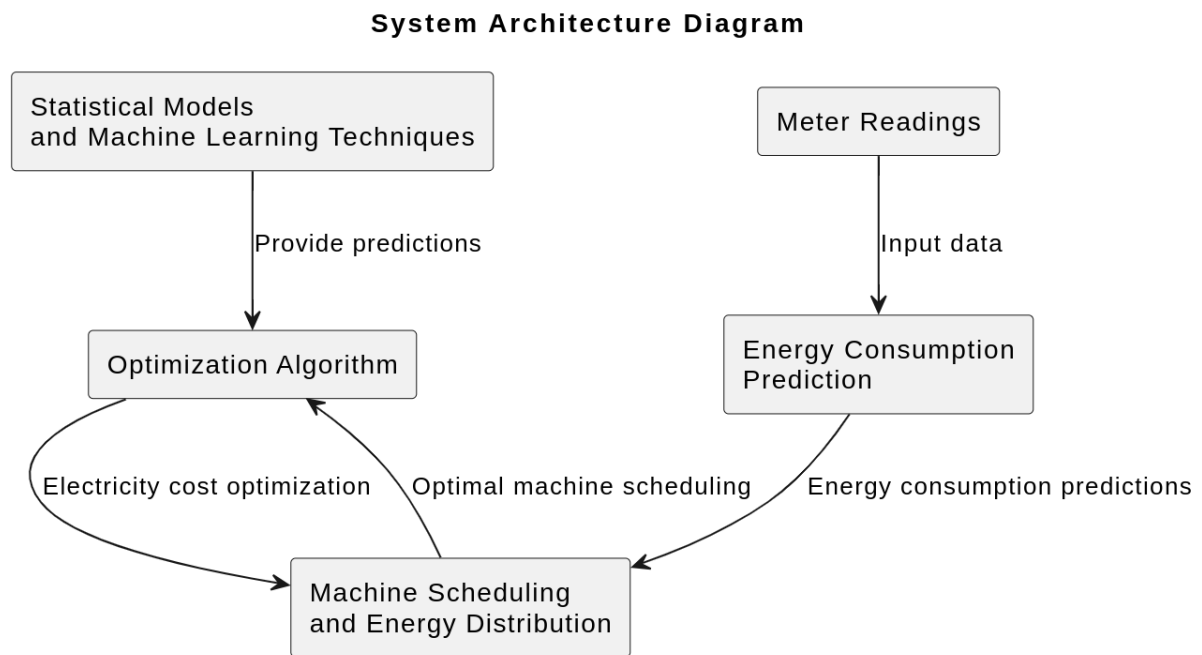 System Architecture Diagram
Statistical Models
and Machine Learning Techniques
Meter Readings
Provide predictions
Input data
Optimization Algorithm
Energy Consumption
Prediction
Electricity cost optimization
Optimal machine scheduling
Energy consumption predictions
Machine Scheduling
and Energy Distribution